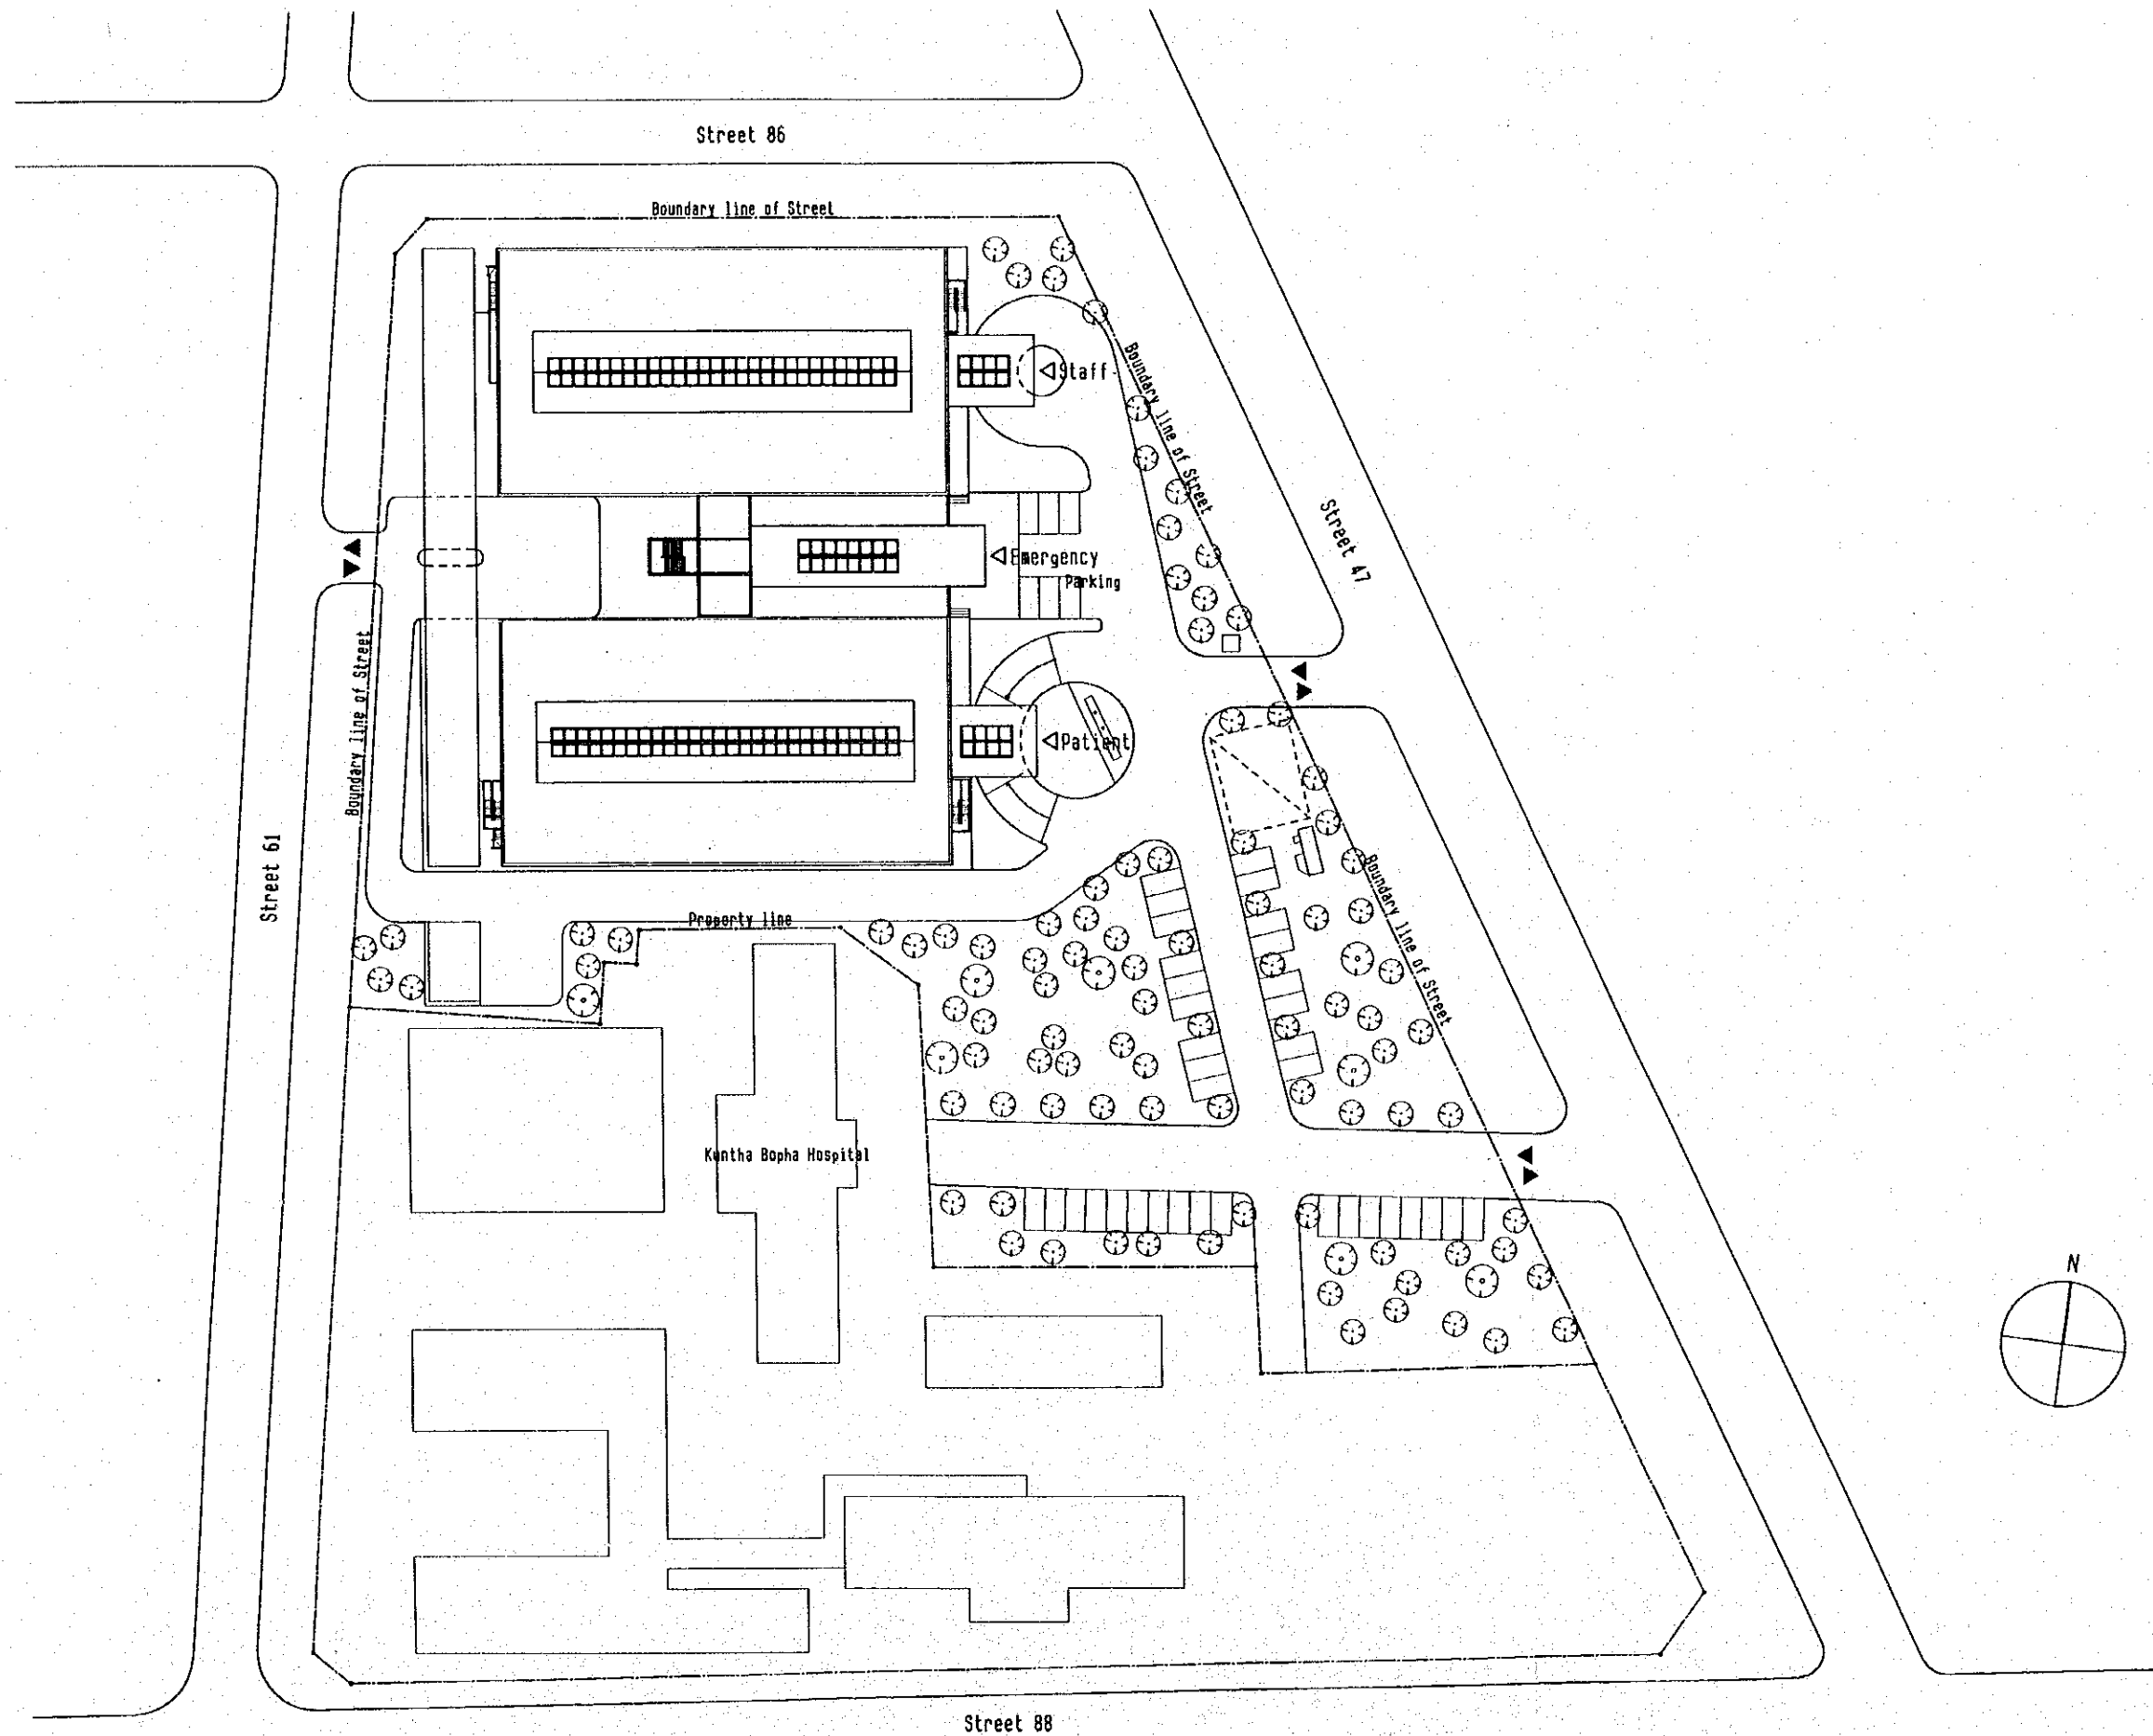 Street 86
Boundary line of Street
Staff
Boundary line of Street
Street 47
Emergency
Parking
Boundary line of Street
Patient
Street 61
Boundary line of Street
Property line
Kuntha Bopha Hospital
N
Street 88